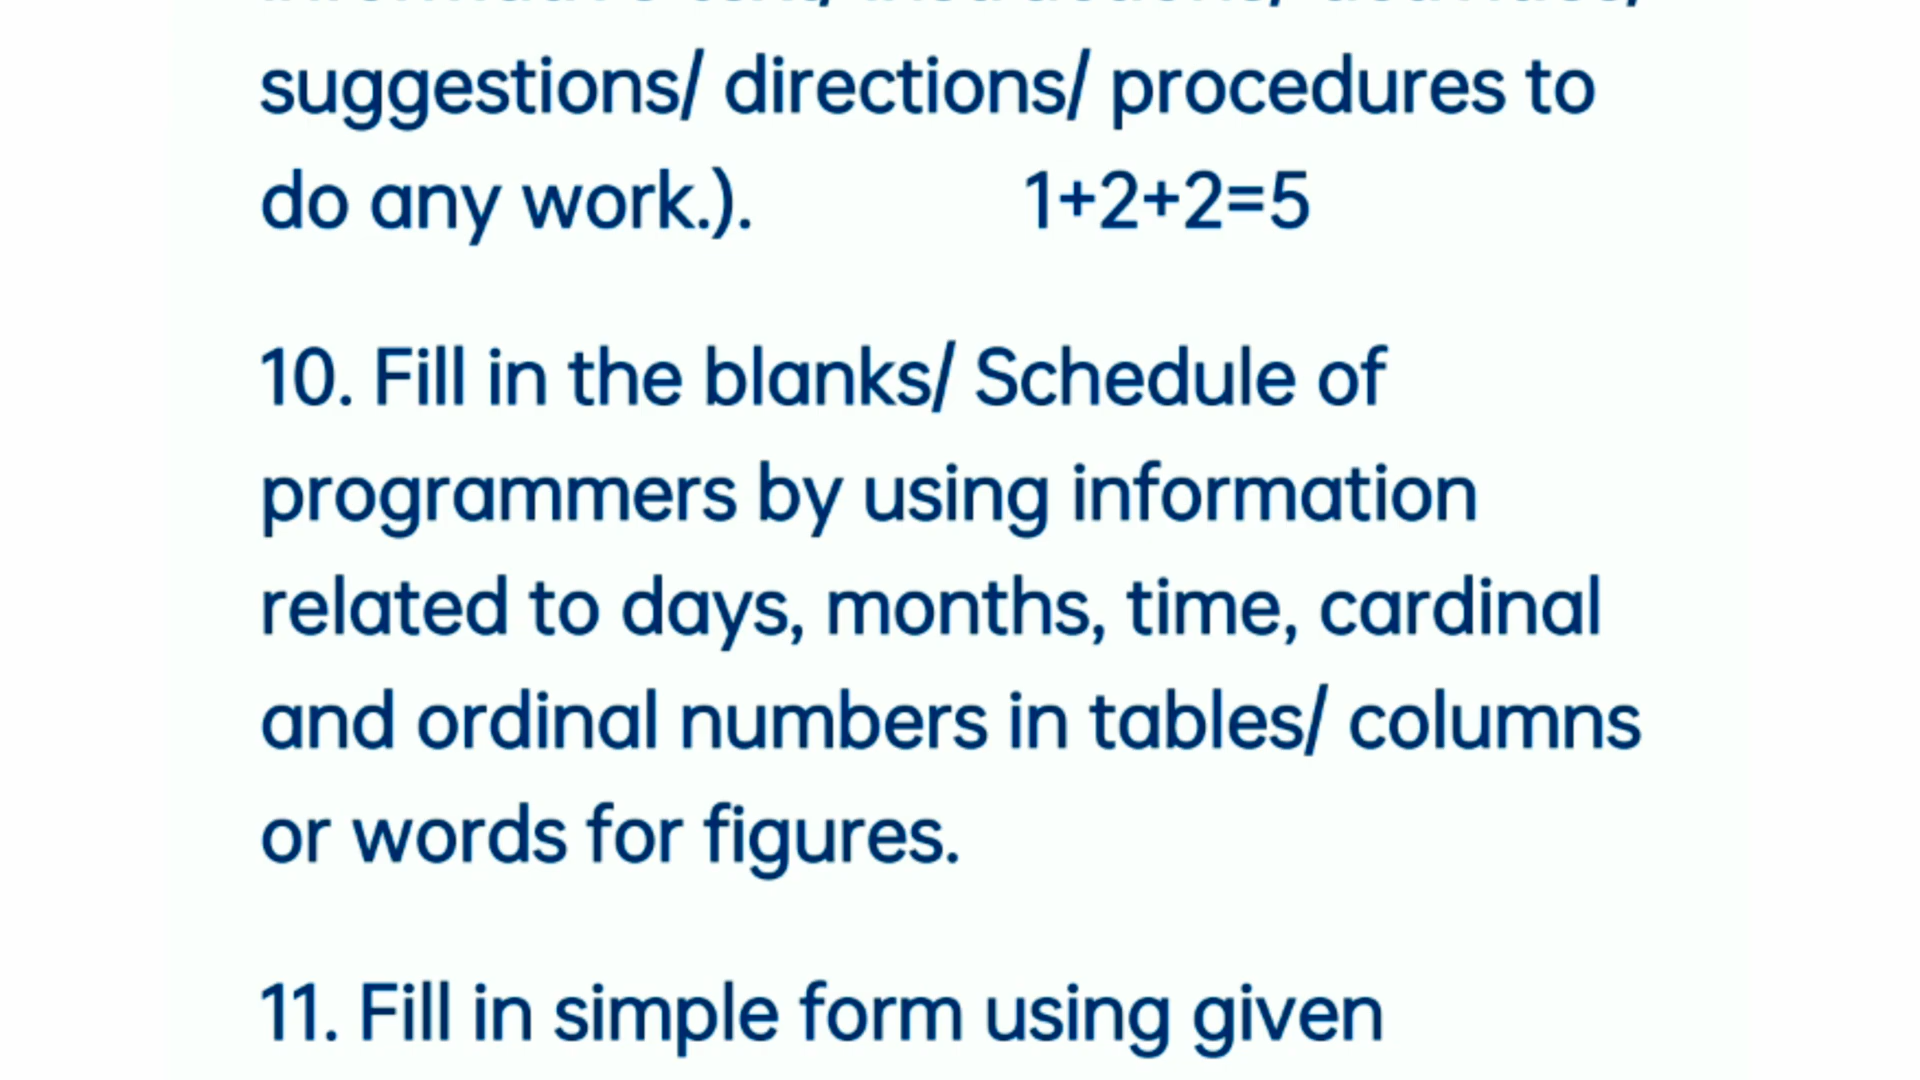 suggestions/ directions/ procedures to
do any work.). 1+2+2=5
10. Fill in the blanks/ Schedule of
programmers by using information
related to days, months, time, cardinal
and ordinal numbers in tables/ columns
or words for figures.
11. Fill in simple form using given